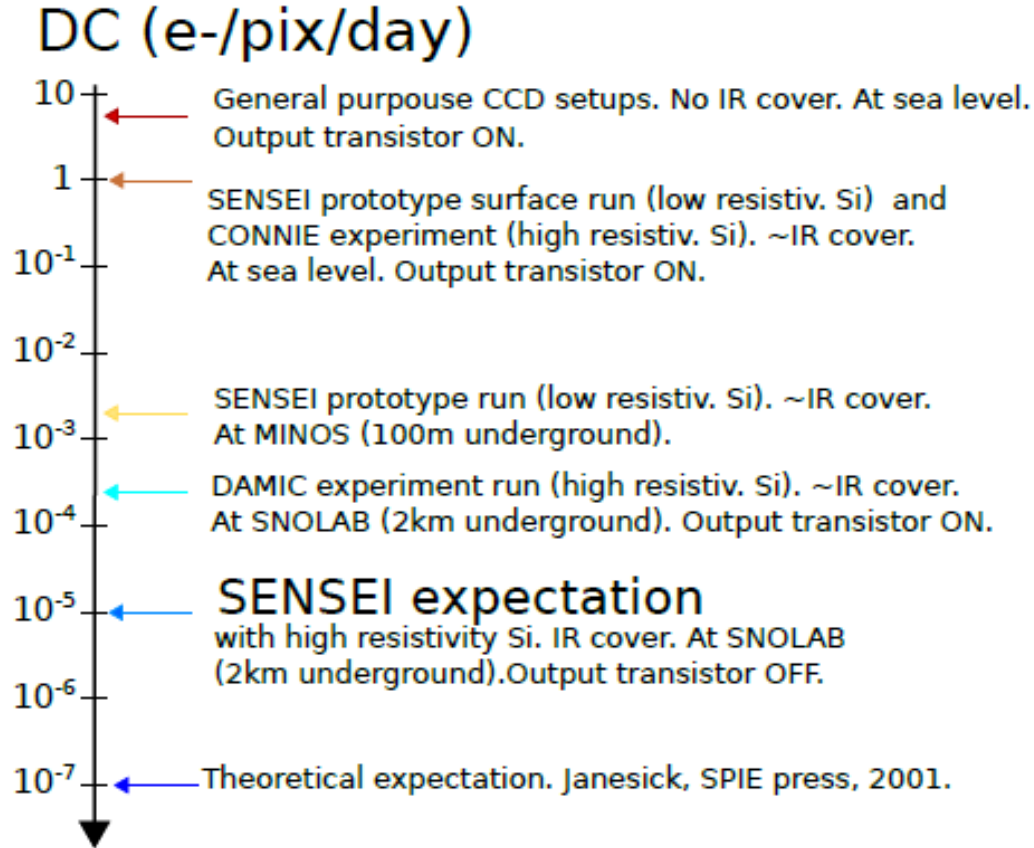 DC (e-/pix/day)
10
General purpouse CCD setups. No IR cover. At sea level.
Output transistor ON.
1
SENSEI prototype surface run (low resistiv. Si)  and
CONNIE experiment (high resistiv. Si). ~IR cover.
10⁻¹
At sea level. Output transistor ON.
10⁻²
SENSEI prototype run (low resistiv. Si). ~IR cover.
10⁻³
At MINOS (100m underground).
DAMIC experiment run (high resistiv. Si). ~IR cover.
10⁻⁴
At SNOLAB (2km underground). Output transistor ON.
10⁻⁵
SENSEI expectation
with high resistivity Si. IR cover. At SNOLAB
(2km underground).Output transistor OFF.
10⁻⁶
10⁻⁷
Theoretical expectation. Janesick, SPIE press, 2001.